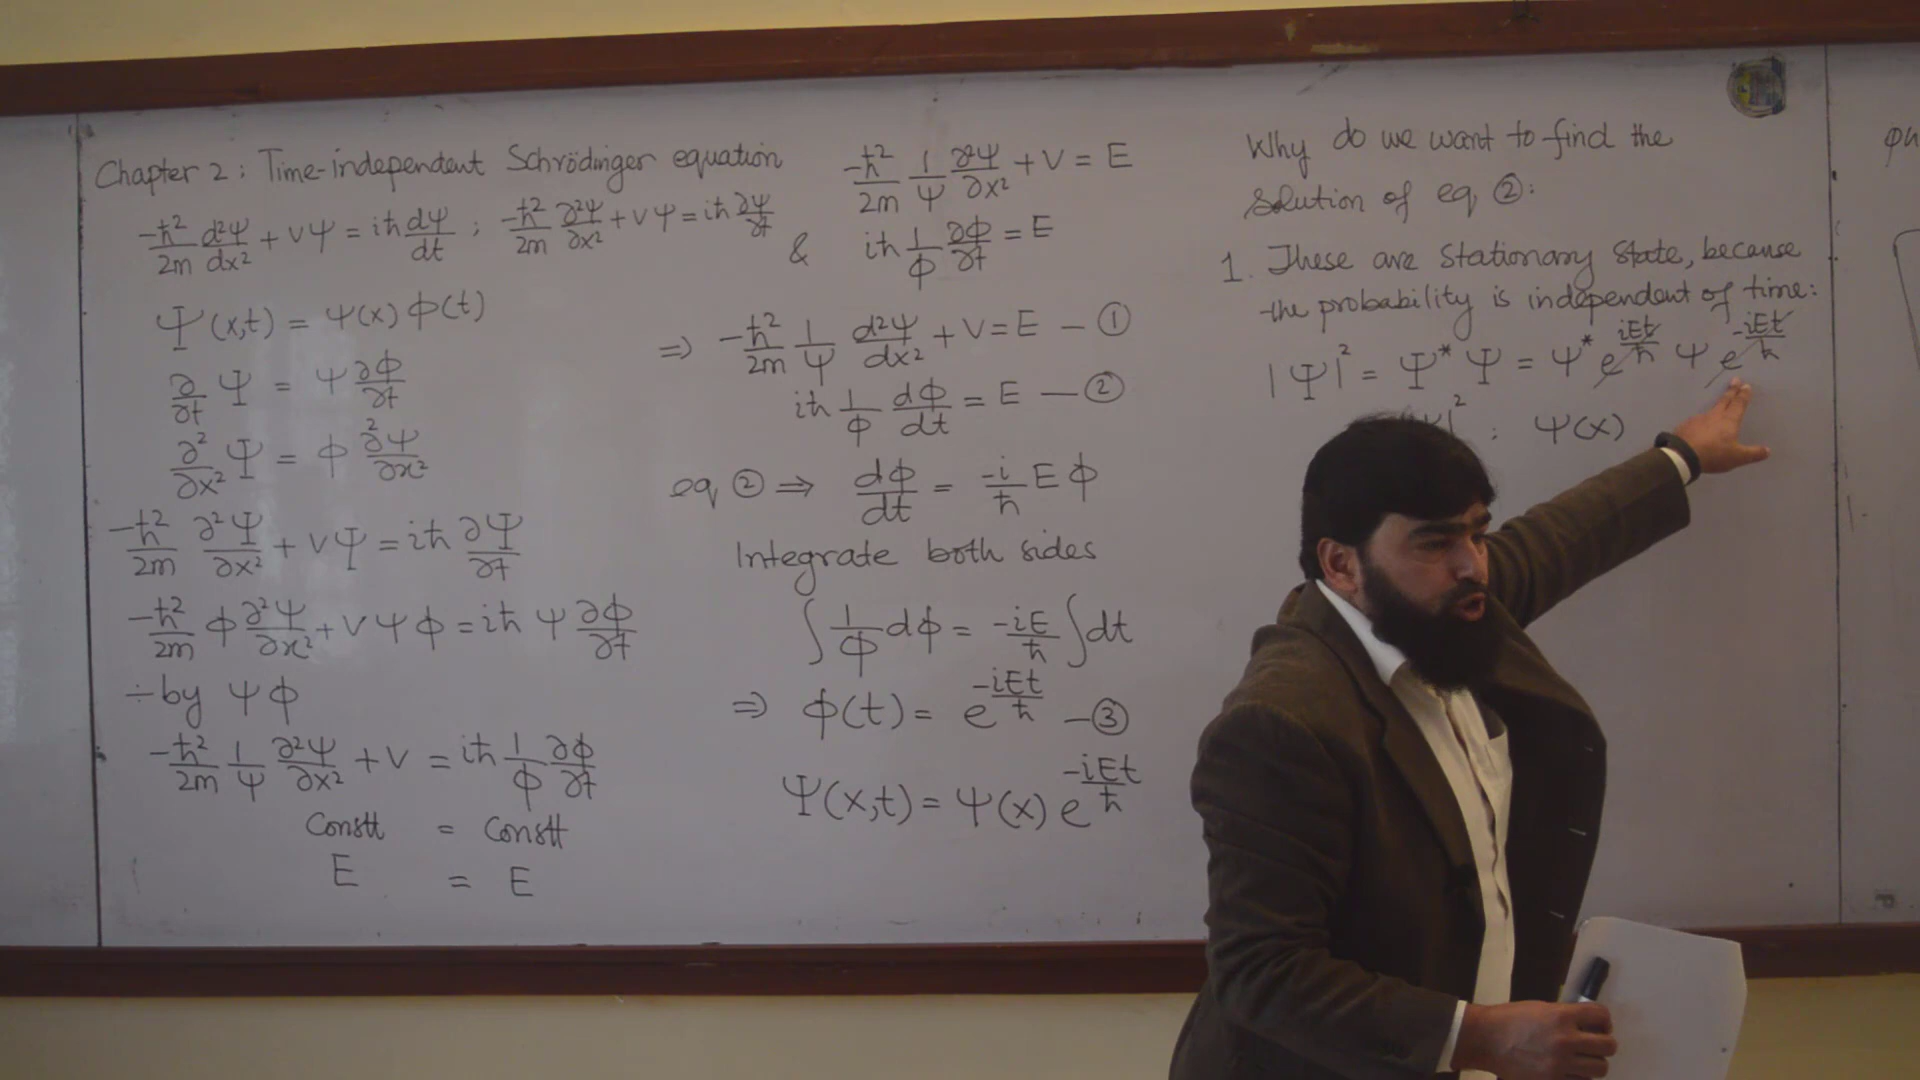 Chapter 2: Time-independent Schrödinger equation
-ħ²/2m d²ψ/dx² + Vψ = iħ dψ/dt ; -ħ²/2m ∂²ψ/∂x² + Vψ = iħ ∂ψ/∂t
Ψ(x,t) = ψ(x) φ(t)
∂/∂t Ψ = ψ ∂φ/∂t
∂²/∂x² Ψ = φ ∂²ψ/∂x²
-ħ²/2m ∂²Ψ/∂x² + VΨ = iħ ∂Ψ/∂t
-ħ²/2m φ ∂²ψ/∂x² + Vψφ = iħ ψ ∂φ/∂t
÷by ψφ
-ħ²/2m 1/ψ ∂²ψ/∂x² + V = iħ 1/φ ∂φ/∂t
Constt = Constt
E = E
-ħ²/2m 1/ψ ∂²ψ/∂x² + V = E
& iħ 1/φ ∂φ/∂t = E
⇒ -ħ²/2m 1/ψ d²ψ/dx² + V = E — ①
iħ 1/φ dφ/dt = E — ②
eq ② ⇒ dφ/dt = -i/ħ E φ
Integrate both sides
∫ 1/φ dφ = -iE/ħ ∫dt
⇒ φ(t) = e^-iEt/ħ — ③
Ψ(x,t) = ψ(x) e^-iEt/ħ
Why do we want to find the
solution of eq ②:
1. These are Stationary State, because
the probability is independent of time:
|Ψ|² = Ψ* Ψ = ψ* e^iEt/ħ ψ e^-iEt/ħ
|² : ψ(x)